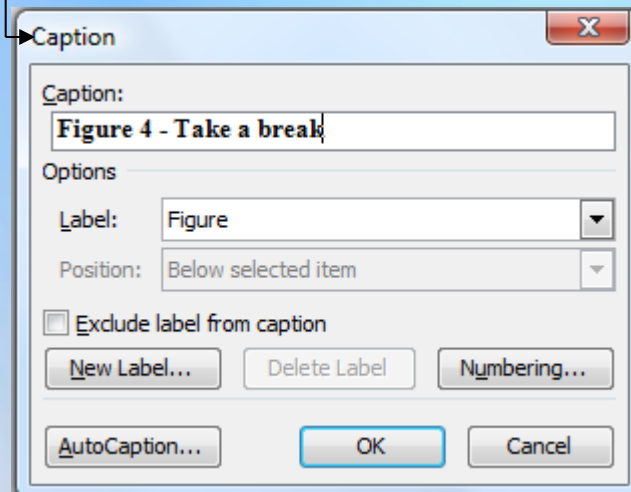 Caption
Caption:
Figure 4 - Take a break
Options
Label: Figure
Position: Below selected item
Exclude label from caption
New Label... Delete Label Numbering...
AutoCaption... OK Cancel